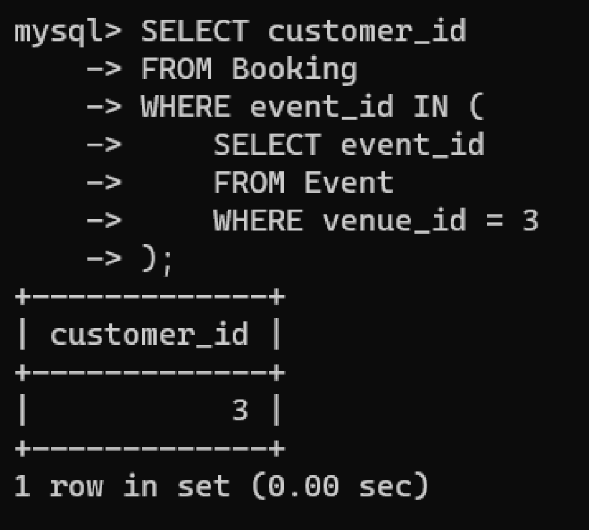 mysql> SELECT customer_id
    -> FROM Booking
    -> WHERE event_id IN (
    ->     SELECT event_id
    ->     FROM Event
    ->     WHERE venue_id = 3
    -> );
+-------------+
| customer_id |
+-------------+
|           3 |
+-------------+
1 row in set (0.00 sec)